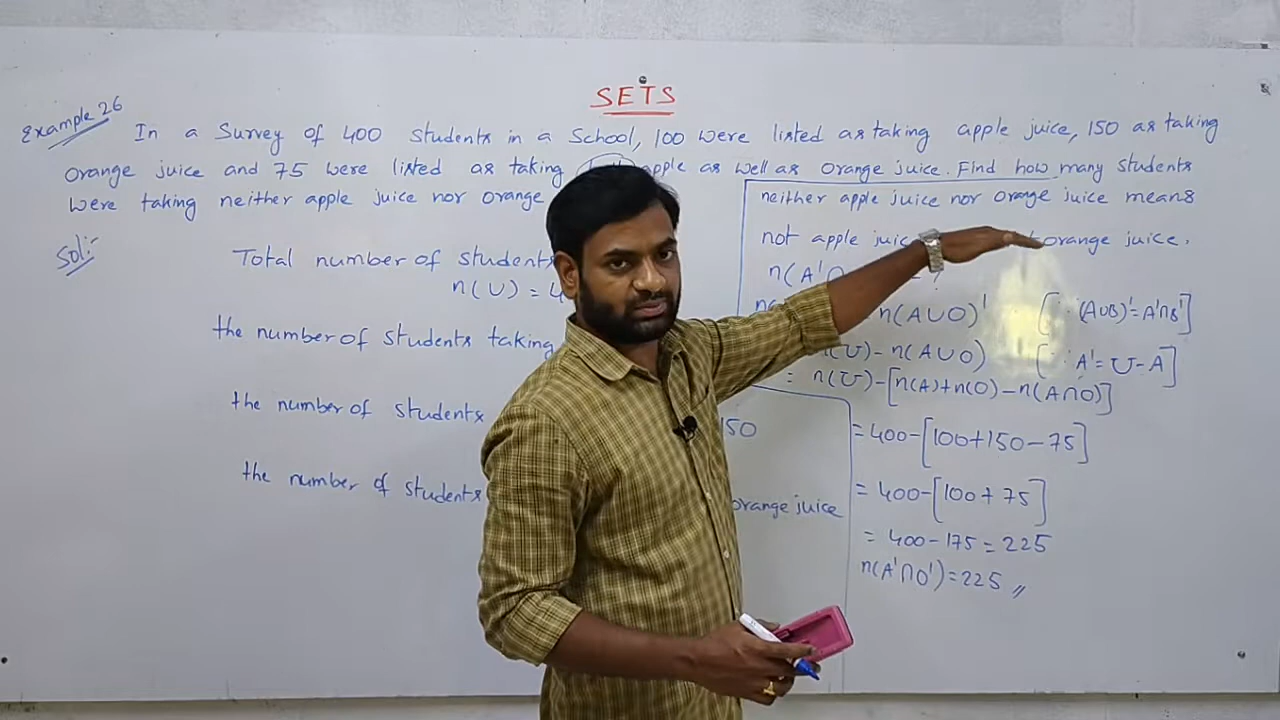 SETS
Example 26
In a Survey of 400 students in a School, 100 were listed as taking apple juice, 150 as taking
orange juice and 75 were listed as taking apple as well as orange juice. Find how many students
were taking neither apple juice nor orange
Sol:-
Total number of students
n(U) = 4
the number of students taking
the number of students
150
the number of students
orange juice
neither apple juice nor orange juice means
not apple juice orange juice.
n(A'∩ = ?
n(A∪O)' [∵(A∪B)'=A'∩B']
n(U)-n(A∪O) [∵ A'=U-A]
= n(U)-[n(A)+n(O)-n(A∩O)]
= 400-[100+150-75]
= 400-[100+75]
= 400-175=225
n(A'∩O')=225 //